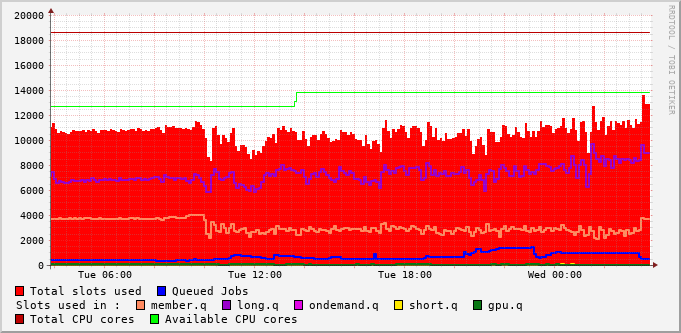 20000
18000
16000
14000
12000
10000
8000
6000
4000
2000
0
Tue 06:00 Tue 12:00 Tue 18:00 Wed 00:00
Total slots used Queued Jobs
Slots used in : member.q long.q ondemand.q short.q gpu.q
Total CPU cores Available CPU cores
RRDTOOL / TOBI OETIKER